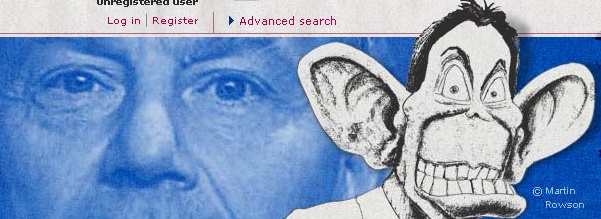 unregistered user
Log in | Register
Advanced search
© Martin
Rowson